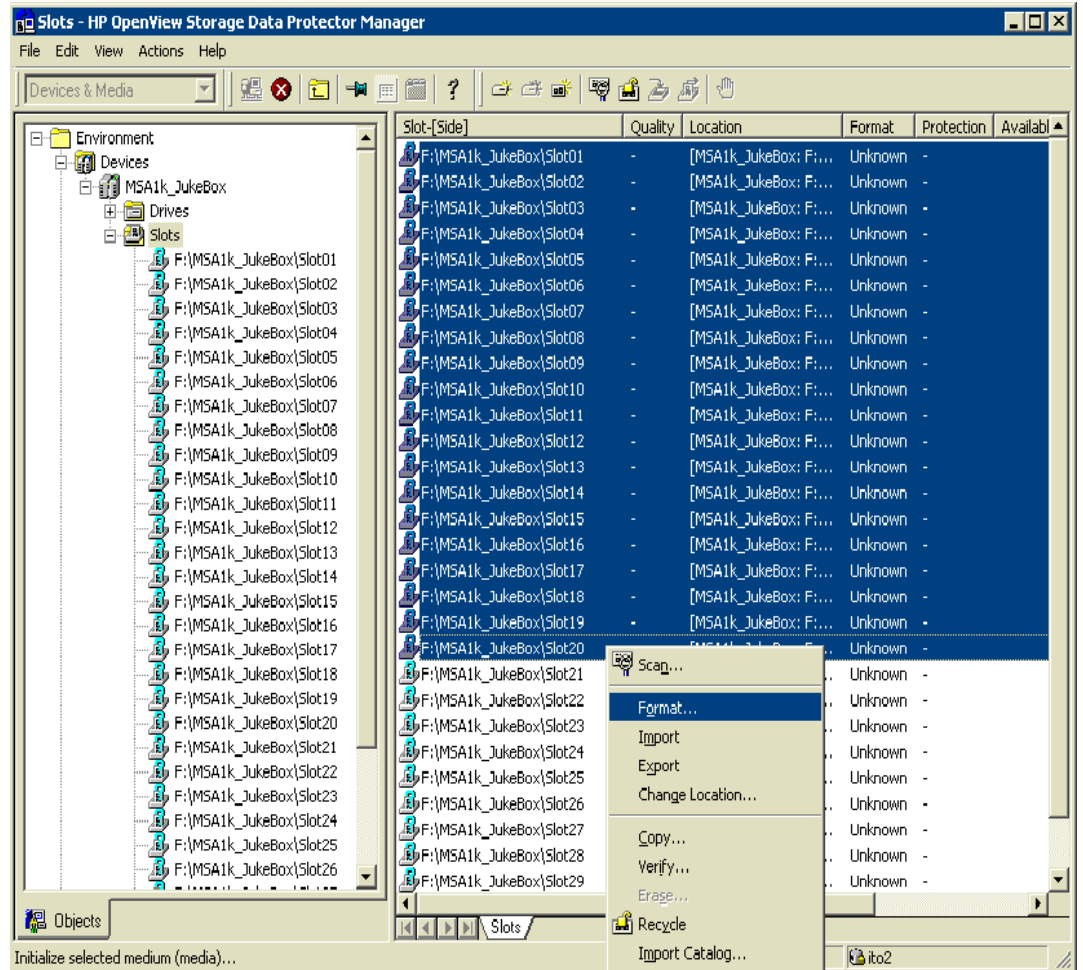 Slots - HP OpenView Storage Data Protector Manager
File Edit View Actions Help
Devices & Media
Environment
Devices
MSA1k_JukeBox
Drives
Slots
F:\MSA1k_JukeBox\Slot01
F:\MSA1k_JukeBox\Slot02
F:\MSA1k_JukeBox\Slot03
F:\MSA1k_JukeBox\Slot04
F:\MSA1k_JukeBox\Slot05
F:\MSA1k_JukeBox\Slot06
F:\MSA1k_JukeBox\Slot07
F:\MSA1k_JukeBox\Slot08
F:\MSA1k_JukeBox\Slot09
F:\MSA1k_JukeBox\Slot10
F:\MSA1k_JukeBox\Slot11
F:\MSA1k_JukeBox\Slot12
F:\MSA1k_JukeBox\Slot13
F:\MSA1k_JukeBox\Slot14
F:\MSA1k_JukeBox\Slot15
F:\MSA1k_JukeBox\Slot16
F:\MSA1k_JukeBox\Slot17
F:\MSA1k_JukeBox\Slot18
F:\MSA1k_JukeBox\Slot19
F:\MSA1k_JukeBox\Slot20
F:\MSA1k_JukeBox\Slot21
F:\MSA1k_JukeBox\Slot22
F:\MSA1k_JukeBox\Slot23
F:\MSA1k_JukeBox\Slot24
F:\MSA1k_JukeBox\Slot25
F:\MSA1k_JukeBox\Slot26
Objects
Slot-[Side] Quality Location Format Protection Availabl
F:\MSA1k_JukeBox\Slot01 - [MSA1k_JukeBox: F:... Unknown -
F:\MSA1k_JukeBox\Slot02 - [MSA1k_JukeBox: F:... Unknown -
F:\MSA1k_JukeBox\Slot03 - [MSA1k_JukeBox: F:... Unknown -
F:\MSA1k_JukeBox\Slot04 - [MSA1k_JukeBox: F:... Unknown -
F:\MSA1k_JukeBox\Slot05 - [MSA1k_JukeBox: F:... Unknown -
F:\MSA1k_JukeBox\Slot06 - [MSA1k_JukeBox: F:... Unknown -
F:\MSA1k_JukeBox\Slot07 - [MSA1k_JukeBox: F:... Unknown -
F:\MSA1k_JukeBox\Slot08 - [MSA1k_JukeBox: F:... Unknown -
F:\MSA1k_JukeBox\Slot09 - [MSA1k_JukeBox: F:... Unknown -
F:\MSA1k_JukeBox\Slot10 - [MSA1k_JukeBox: F:... Unknown -
F:\MSA1k_JukeBox\Slot11 - [MSA1k_JukeBox: F:... Unknown -
F:\MSA1k_JukeBox\Slot12 - [MSA1k_JukeBox: F:... Unknown -
F:\MSA1k_JukeBox\Slot13 - [MSA1k_JukeBox: F:... Unknown -
F:\MSA1k_JukeBox\Slot14 - [MSA1k_JukeBox: F:... Unknown -
F:\MSA1k_JukeBox\Slot15 - [MSA1k_JukeBox: F:... Unknown -
F:\MSA1k_JukeBox\Slot16 - [MSA1k_JukeBox: F:... Unknown -
F:\MSA1k_JukeBox\Slot17 - [MSA1k_JukeBox: F:... Unknown -
F:\MSA1k_JukeBox\Slot18 - [MSA1k_JukeBox: F:... Unknown -
F:\MSA1k_JukeBox\Slot19 - [MSA1k_JukeBox: F:... Unknown -
F:\MSA1k_JukeBox\Slot20 Unknown -
F:\MSA1k_JukeBox\Slot21 Unknown -
F:\MSA1k_JukeBox\Slot22 Unknown -
F:\MSA1k_JukeBox\Slot23 Unknown -
F:\MSA1k_JukeBox\Slot24 Unknown -
F:\MSA1k_JukeBox\Slot25 Unknown -
F:\MSA1k_JukeBox\Slot26 Unknown -
F:\MSA1k_JukeBox\Slot27 Unknown -
F:\MSA1k_JukeBox\Slot28 Unknown -
F:\MSA1k_JukeBox\Slot29 Unknown -
Scan...
Format...
Import
Export
Change Location...
Copy...
Verify...
Erase...
Recycle
Import Catalog...
Slots
Initialize selected medium (media)...
ito2